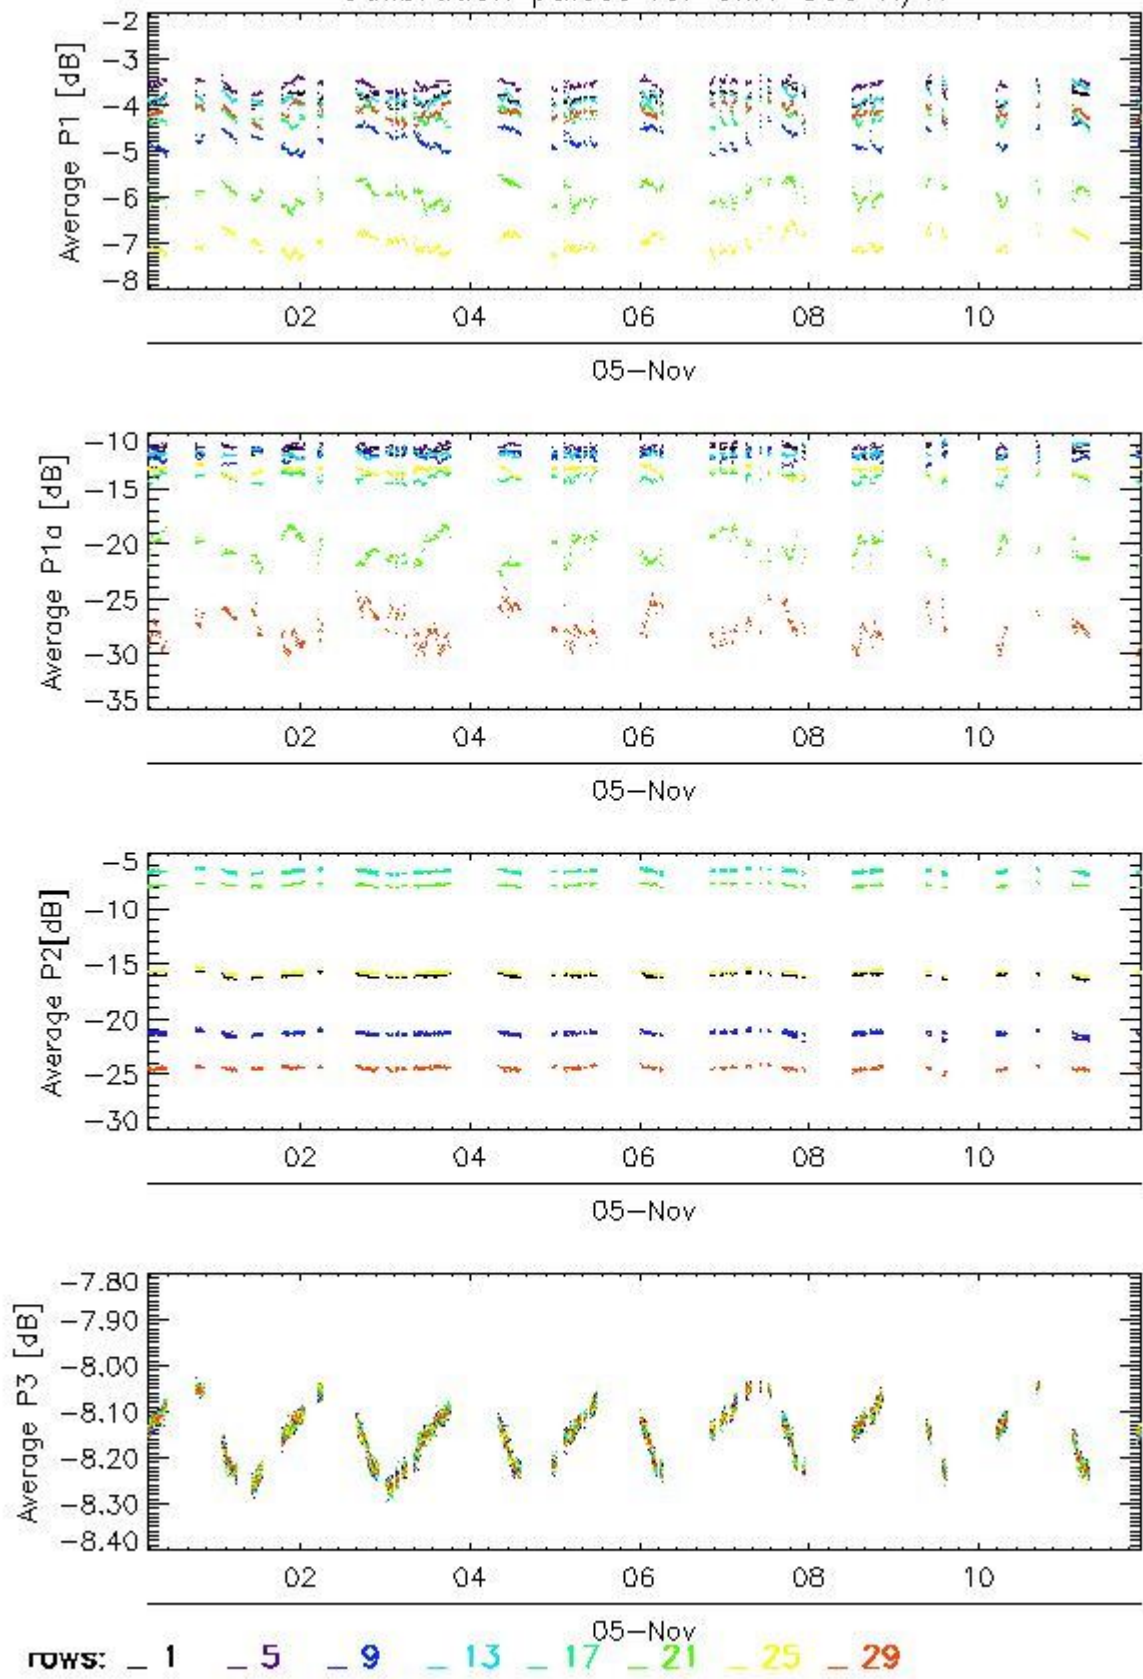 -2
-3
-4
-5
-6
-7
-8
Average P1 [dB]
02 04 06 08 10
05-Nov
-10
-15
-20
-25
-30
-35
Average P1a [dB]
02 04 06 08 10
05-Nov
-5
-10
-15
-20
-25
-30
Average P2[dB]
02 04 06 08 10
05-Nov
-7.80
-7.90
-8.00
-8.10
-8.20
-8.30
-8.40
Average P3 [dB]
02 04 06 08 10
05-Nov
rows: _ 1 _ 5 _ 9 _ 13 _ 17 _ 21 _ 25 _ 29